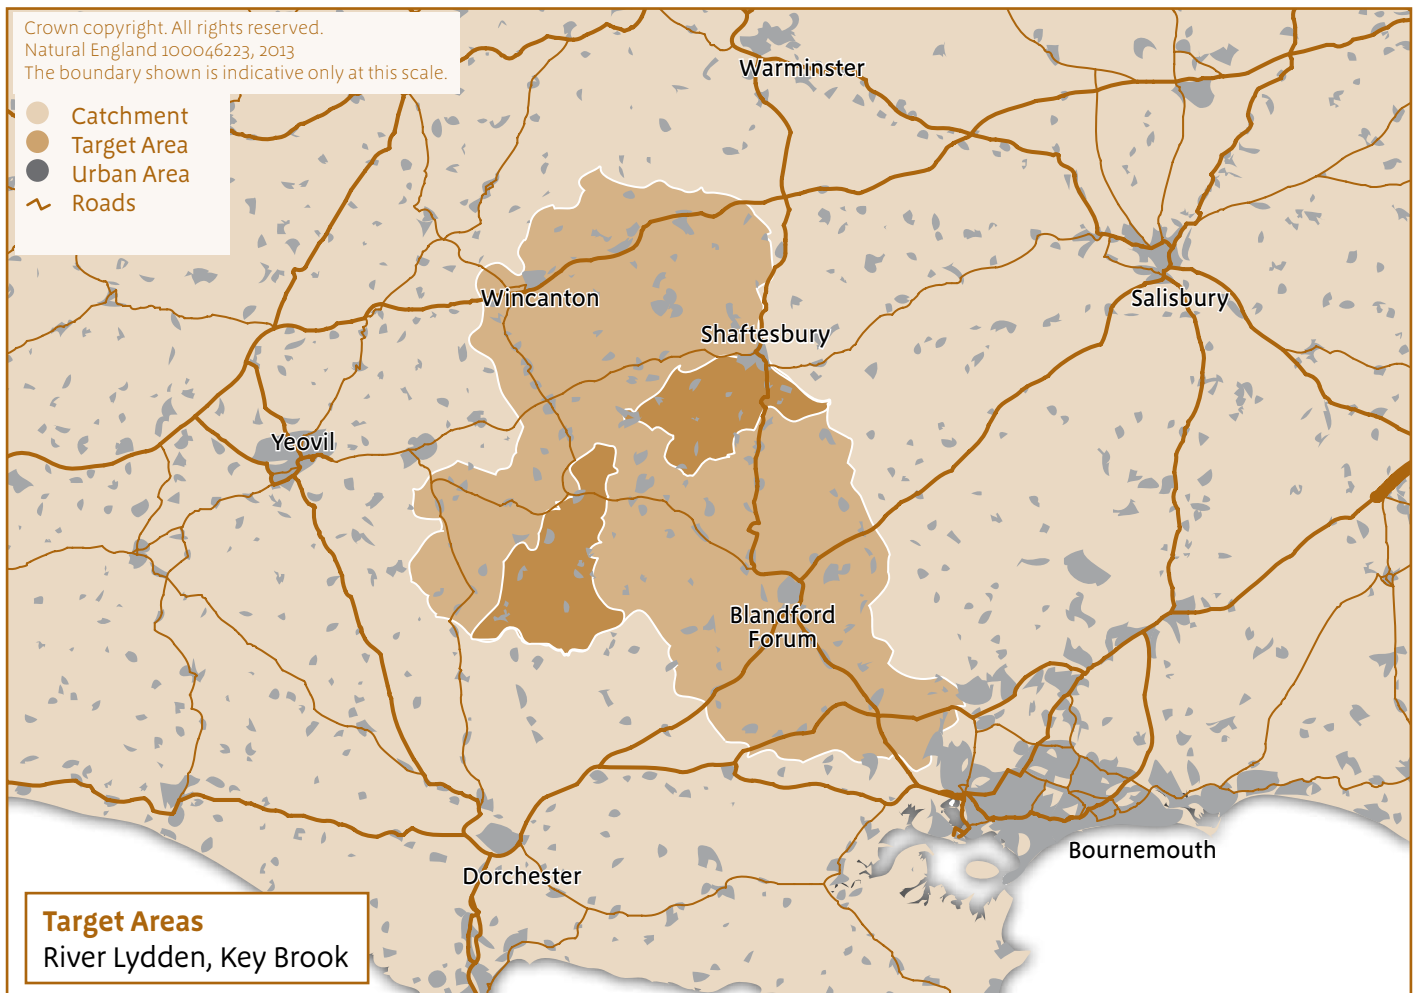 Crown copyright. All rights reserved.
Natural England 100046223, 2013
The boundary shown is indicative only at this scale.
Catchment
Target Area
Urban Area
Roads
Warminster
Wincanton
Salisbury
Shaftesbury
Yeovil
Blandford
Forum
Bournemouth
Dorchester
Target Areas
River Lydden, Key Brook